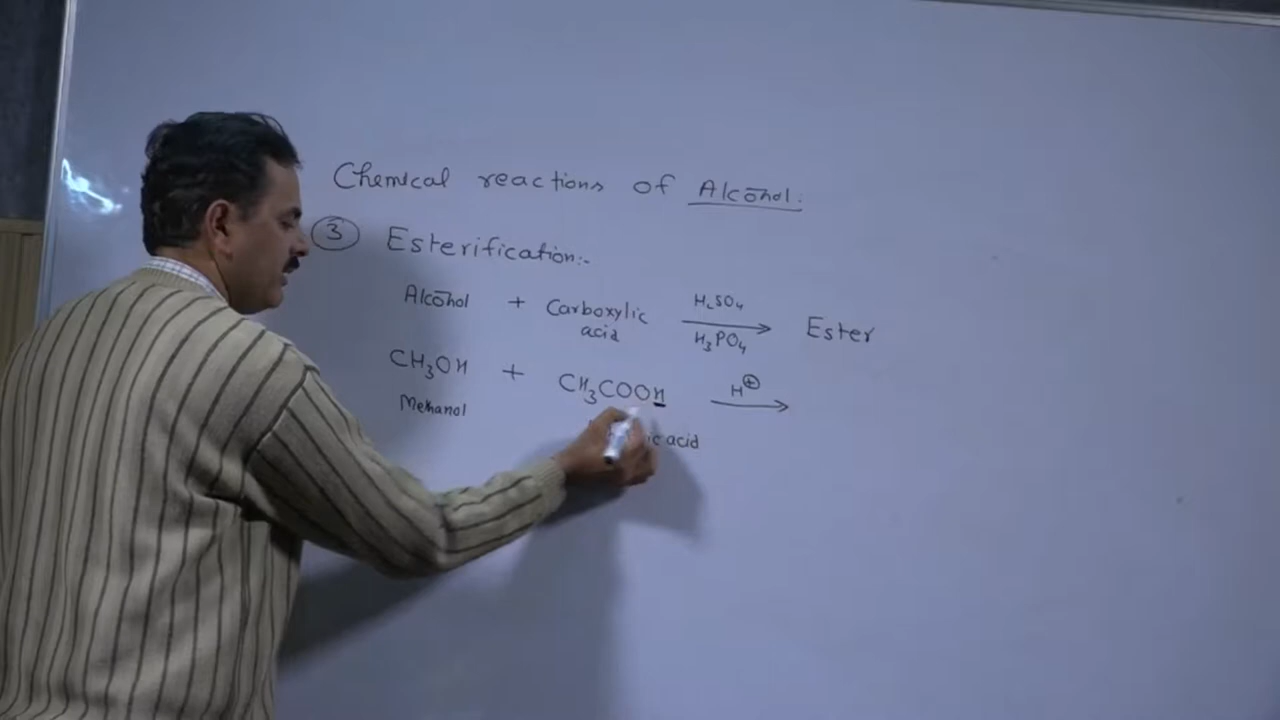 Chemical reactions of Alcohol:
③ Esterification:-
Alcohol + Carboxylic acid H₂SO₄ H₃PO₄ → Ester
CH₃OH + CH₃COOH H⊕ →
Methanol ic acid